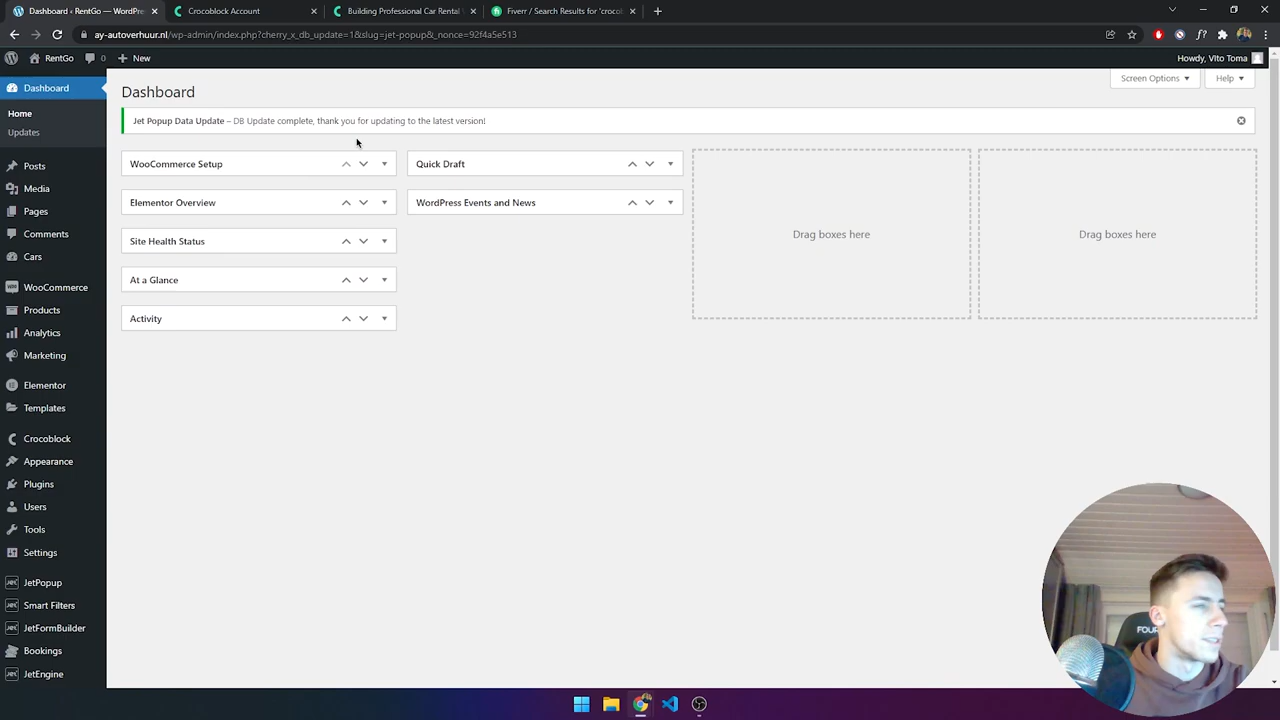 Dashboard ‹ RentGo — WordPre
Crocoblock Account
Building Professional Car Rental
Fiverr / Search Results for 'croco
ay-autoverhuur.nl/wp-admin/index.php?cherry_x_db_update=1&slug=jet-popup&_nonce=92f4a5e513
RentGo
0
New
Howdy, Vito Toma
Dashboard
Home
Updates
Posts
Media
Pages
Comments
Cars
WooCommerce
Products
Analytics
Marketing
Elementor
Templates
Crocoblock
Appearance
Plugins
Users
Tools
Settings
JetPopup
Smart Filters
JetFormBuilder
Bookings
JetEngine
Screen Options
Help
Dashboard
Jet Popup Data Update – DB Update complete, thank you for updating to the latest version!
WooCommerce Setup
Elementor Overview
Site Health Status
At a Glance
Activity
Quick Draft
WordPress Events and News
Drag boxes here
Drag boxes here
FOUR